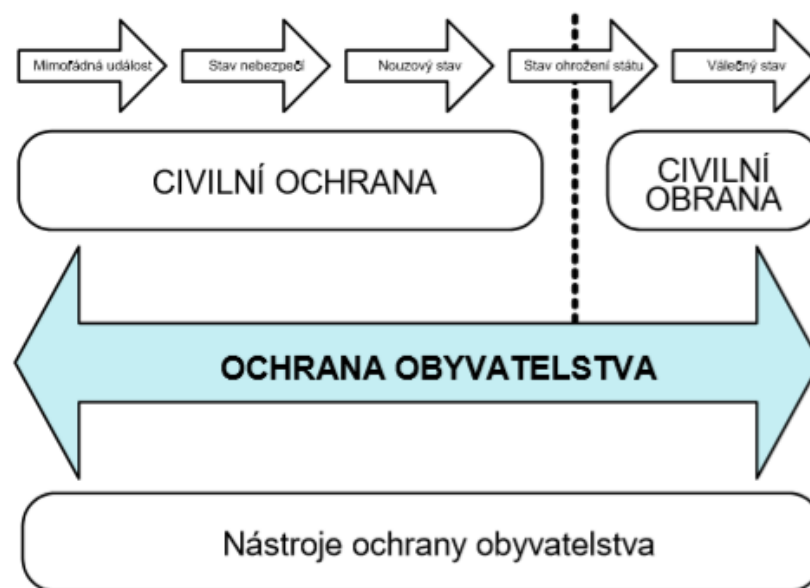 Mimořádná událost
Stav nebezpečí
Nouzový stav
Stav ohrožení státu
Válečný stav
CIVILNÍ OCHRANA
CIVILNÍ
OBRANA
OCHRANA OBYVATELSTVA
Nástroje ochrany obyvatelstva